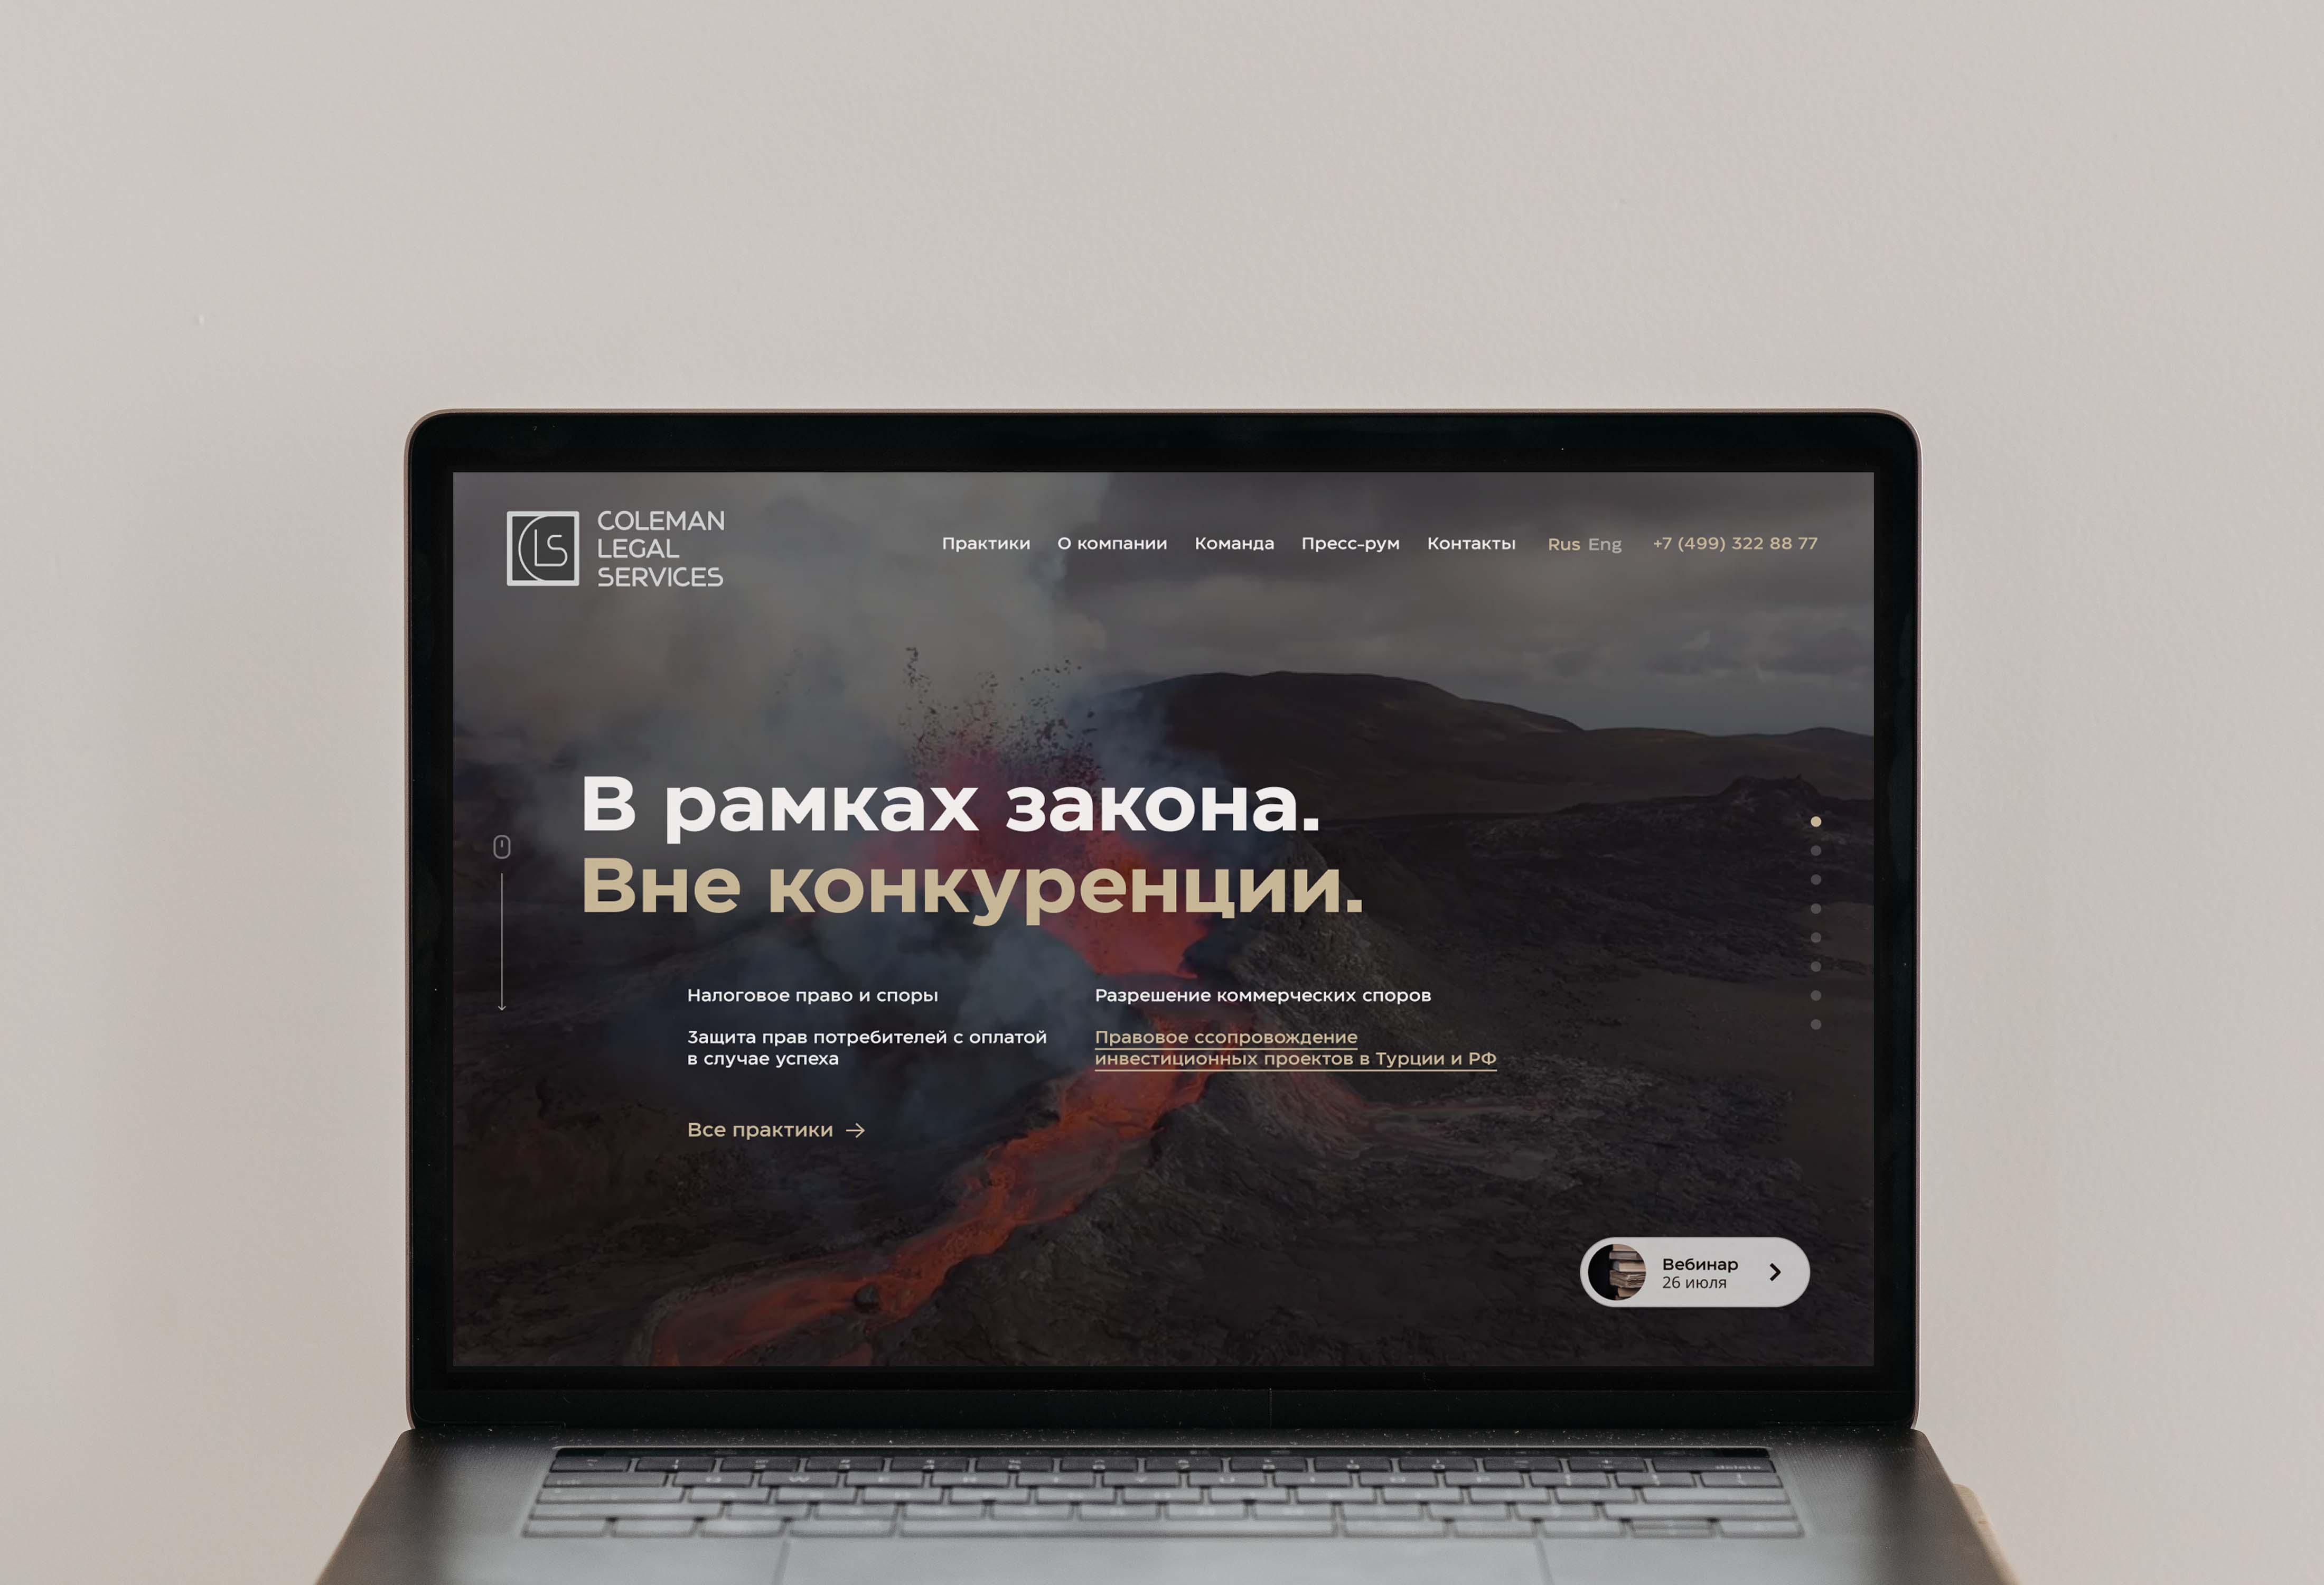 COLEMAN
LEGAL
SERVICES
Практики О компании Команда Пресс-рум Контакты Rus Eng +7 (499) 322 88 77
В рамках закона.
Вне конкуренции.
Налоговое право и споры
Разрешение коммерческих споров
Защита прав потребителей с оплатой
в случае успеха
Правовое ссопровождение
инвестиционных проектов в Турции и РФ
Все практики
Вебинар
26 июля
delete